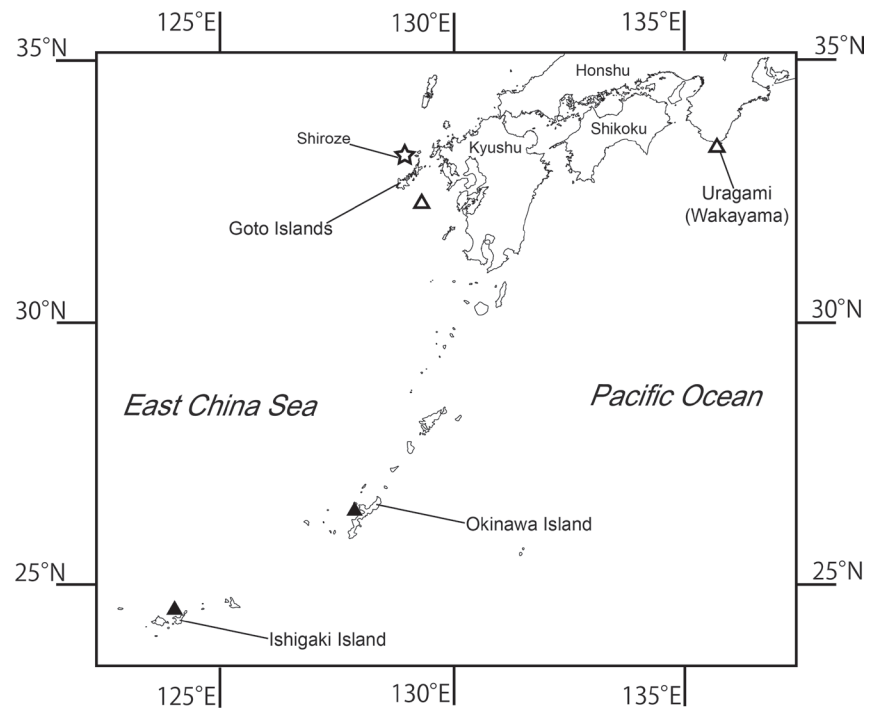 125°E 130°E 135°E
35°N 35°N
Honshu
Shiroze
Shikoku
Kyushu
Uragami
(Wakayama)
Goto Islands
30°N 30°N
East China Sea
Pacific Ocean
Okinawa Island
25°N 25°N
Ishigaki Island
125°E 130°E 135°E